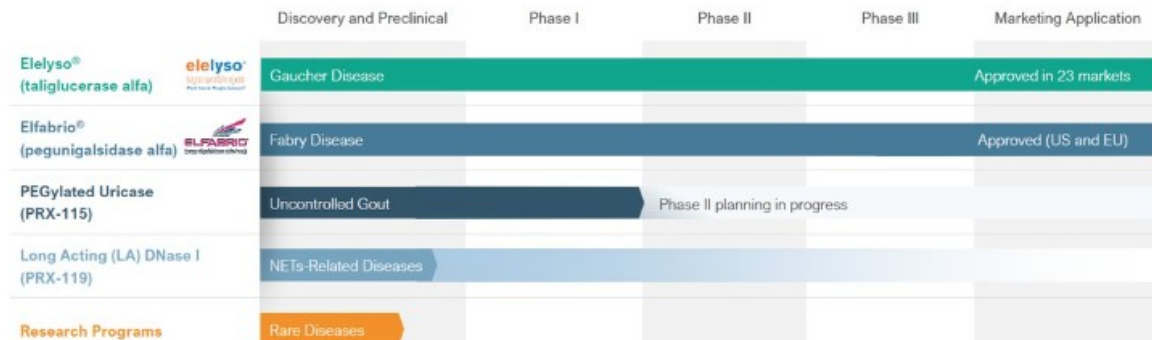 Discovery and Preclinical Phase I Phase II Phase III Marketing Application
Elelyso®
(taliglucerase alfa)
elelyso®
Gaucher Disease Approved in 23 markets
Elfabrio®
(pegunigalsidase alfa)
ELFABRIO
Fabry Disease Approved (US and EU)
PEGylated Uricase
(PRX-115)
Uncontrolled Gout Phase II planning in progress
Long Acting (LA) DNase I
(PRX-119)
NETs-Related Diseases
Research Programs Rare Diseases